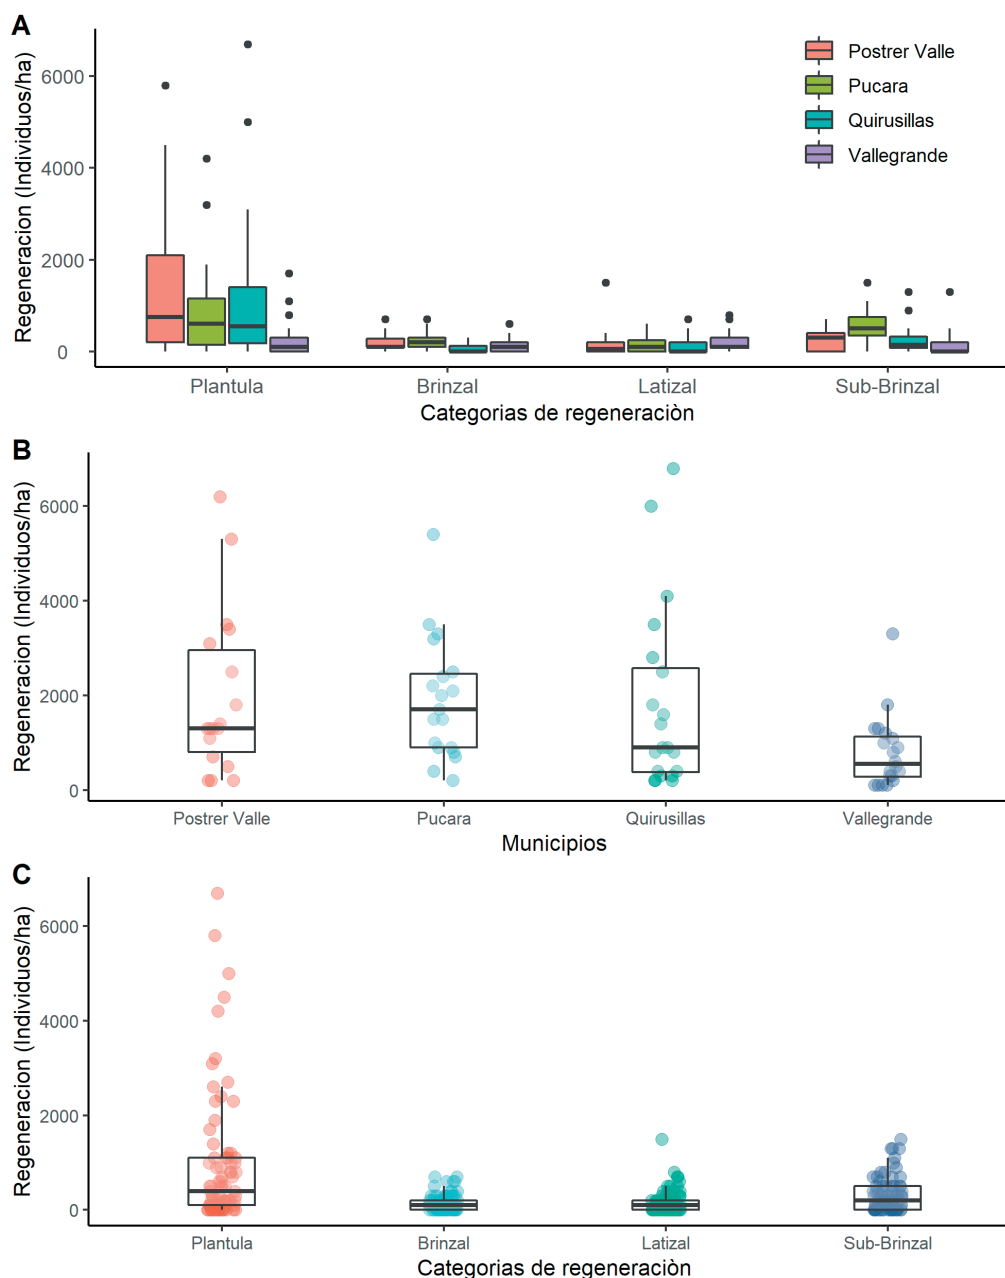 A
Regeneracion (Individuos/ha)
6000
4000
2000
0
Postrer Valle
Pucara
Quirusillas
Vallegrande
Plantula Brinzal Latizal Sub-Brinzal
Categorias de regeneraciòn
B
Regeneracion (Individuos/ha)
6000
4000
2000
0
Postrer Valle Pucara Quirusillas Vallegrande
Municipios
C
Regeneracion (Individuos/ha)
6000
4000
2000
0
Plantula Brinzal Latizal Sub-Brinzal
Categorias de regeneraciòn